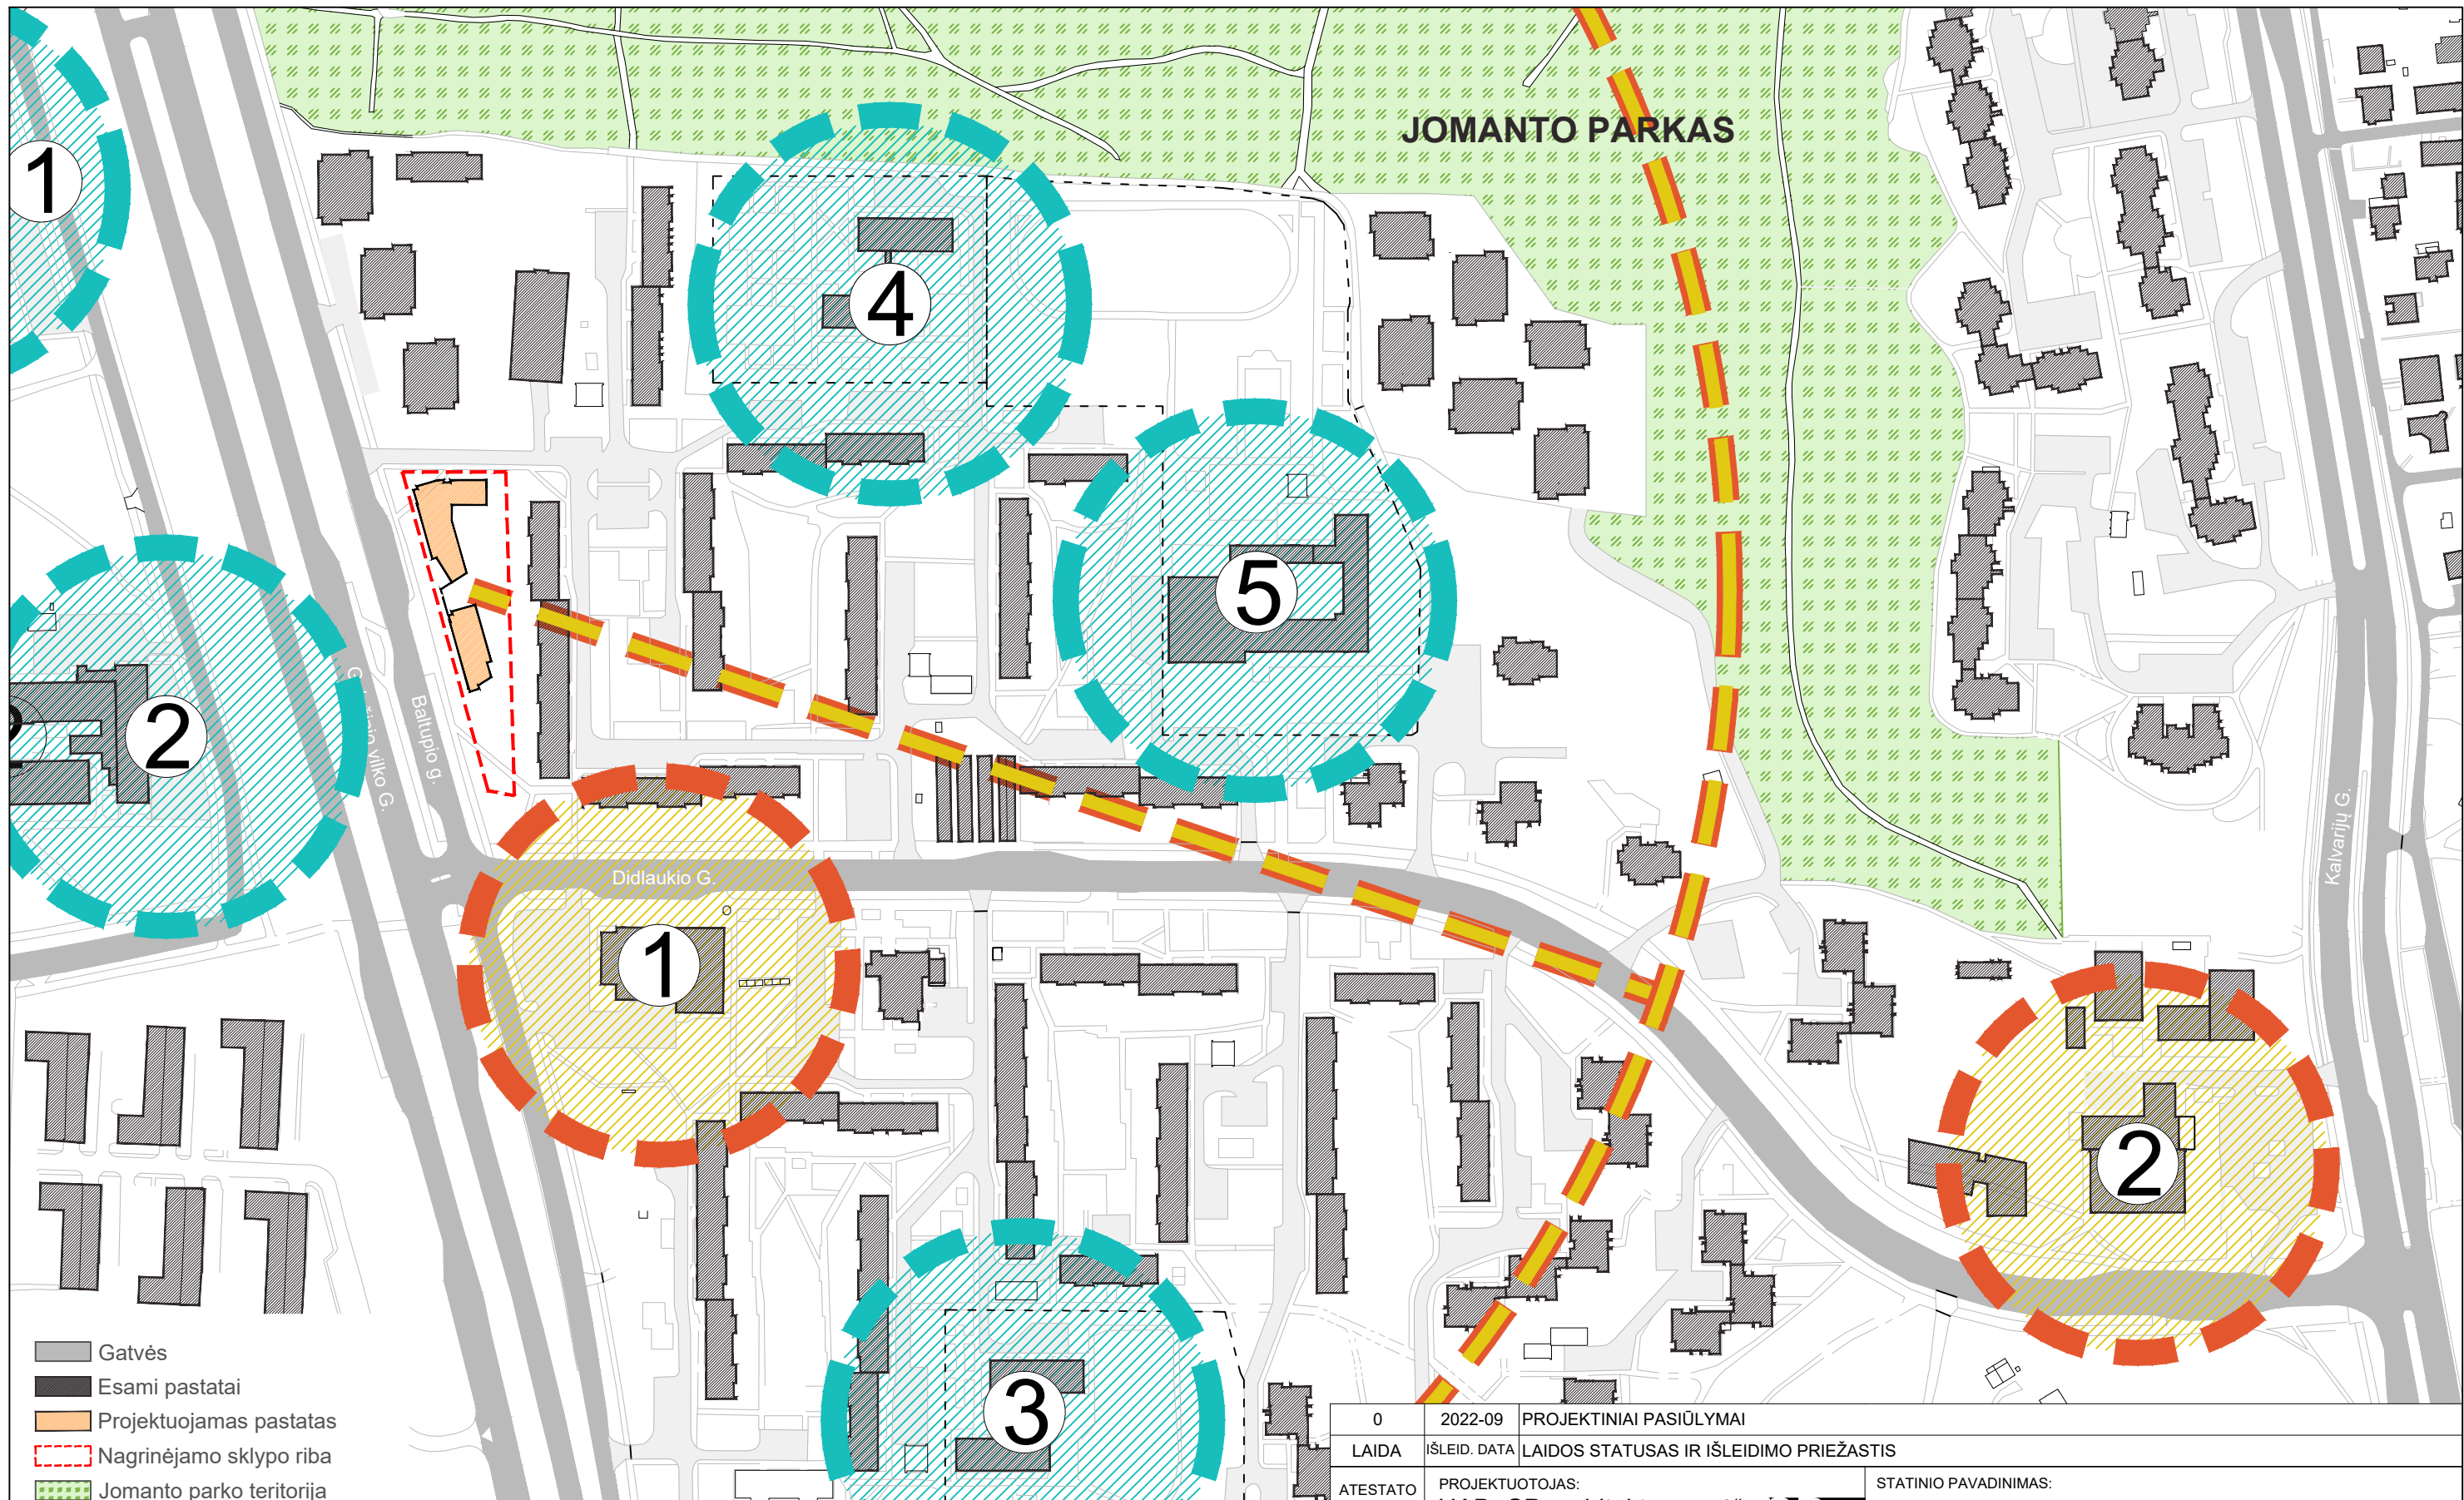 JOMANTO PARKAS
1
4
5
2
Baltupio g.
Didlaukio G.
Kalvarijų G.
1
2
3
Gatvės
Esami pastatai
Projektuojamas pastatas
Nagrinėjamo sklypo riba
Jomanto parko teritorija
0 2022-09 PROJEKTINIAI PASIŪLYMAI
LAIDA IŠLEID. DATA LAIDOS STATUSAS IR IŠLEIDIMO PRIEŽASTIS
ATESTATO PROJEKTUOTOJAS: STATINIO PAVADINIMAS: